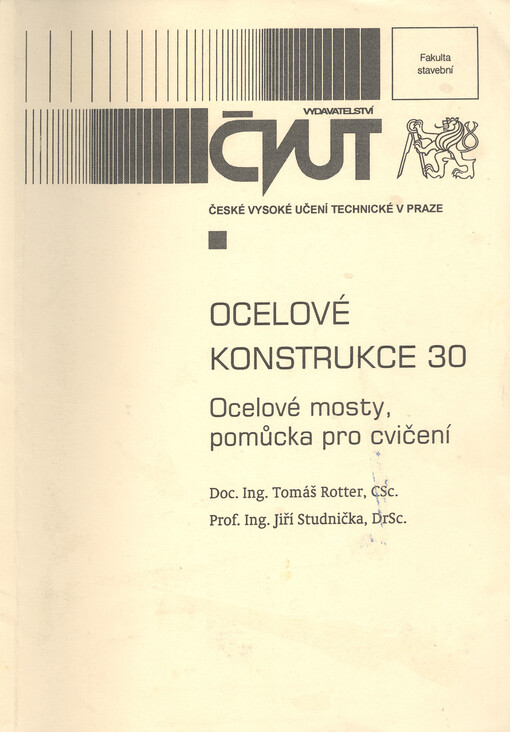 Fakulta
stavební
VYDAVATELSTVÍ
ČVUT
ČESKÉ VYSOKÉ UČENÍ TECHNICKÉ V PRAZE
OCELOVÉ
KONSTRUKCE 30
Ocelové mosty,
pomůcka pro cvičení
Doc. Ing. Tomáš Rotter, CSc.
Prof. Ing. Jiří Studnička, DrSc.